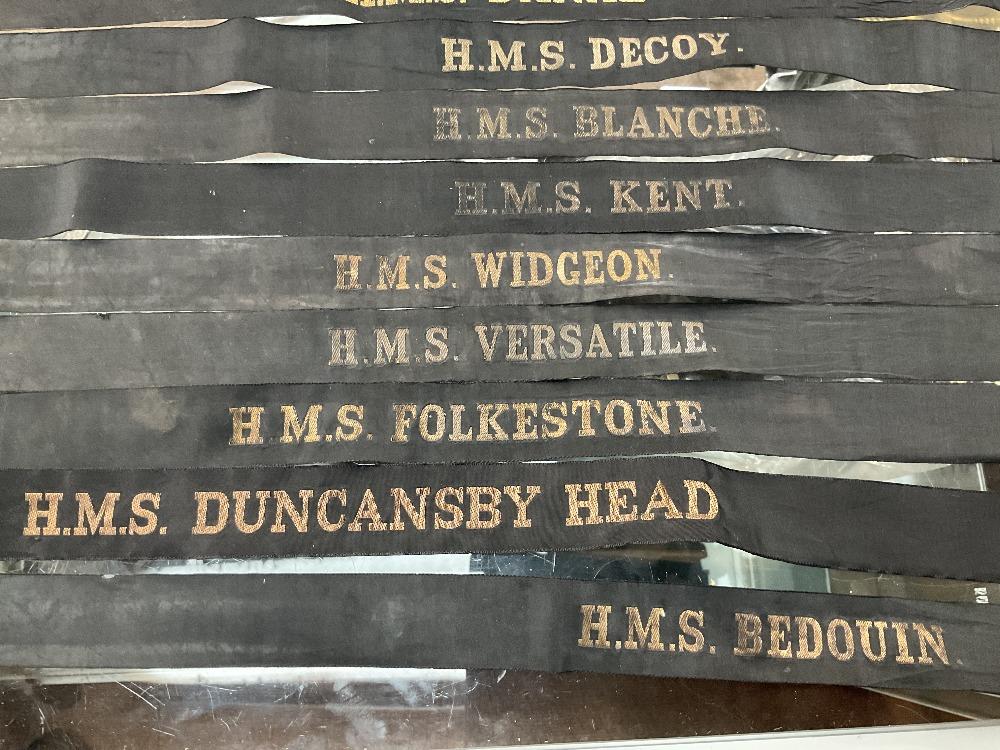 H.M.S. DECOY.
H.M.S. BLANCHE.
H.M.S. KENT.
H.M.S. WIDGEON.
H.M.S. VERSATILE.
H.M.S. FOLKESTONE.
H.M.S. DUNCANSBY HEAD
H.M.S. BEDOUIN.